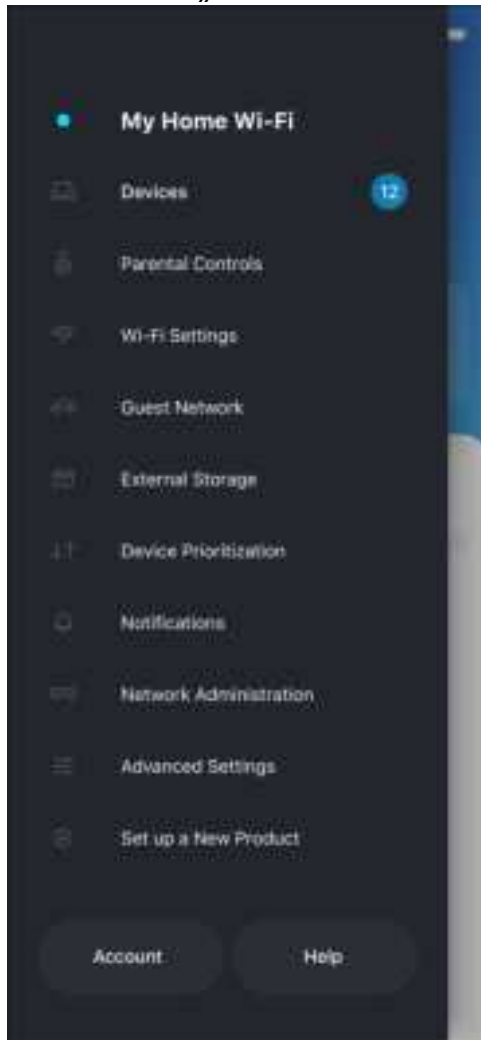 My Home Wi-Fi
Devices 12
Parental Controls
Wi-Fi Settings
Guest Network
External Storage
Device Prioritization
Notifications
Network Administration
Advanced Settings
Set up a New Product
Account Help